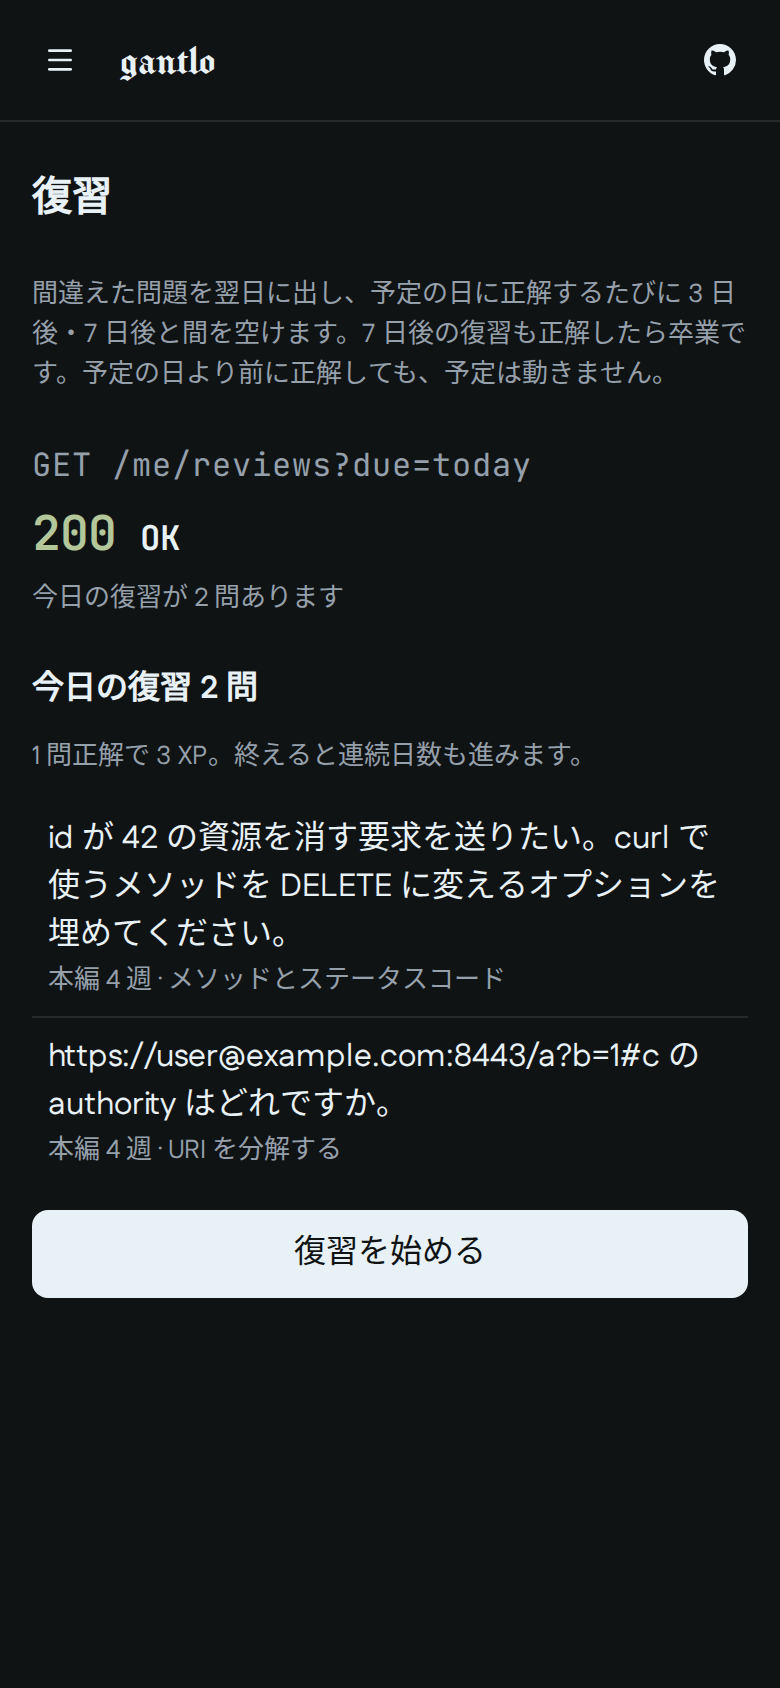 gantlo
復習
間違えた問題を翌日に出し、予定の日に正解するたびに 3 日
後・7 日後と間を空けます。7 日後の復習も正解したら卒業で
す。予定の日より前に正解しても、予定は動きません。
GET /me/reviews?due=today
200 OK
今日の復習が 2 問あります
今日の復習 2 問
1 問正解で 3 XP。終えると連続日数も進みます。
id が 42 の資源を消す要求を送りたい。curl で
使うメソッドを DELETE に変えるオプションを
埋めてください。
本編 4 週 · メソッドとステータスコード
https://user@example.com:8443/a?b=1#c の
authority はどれですか。
本編 4 週 · URI を分解する
復習を始める